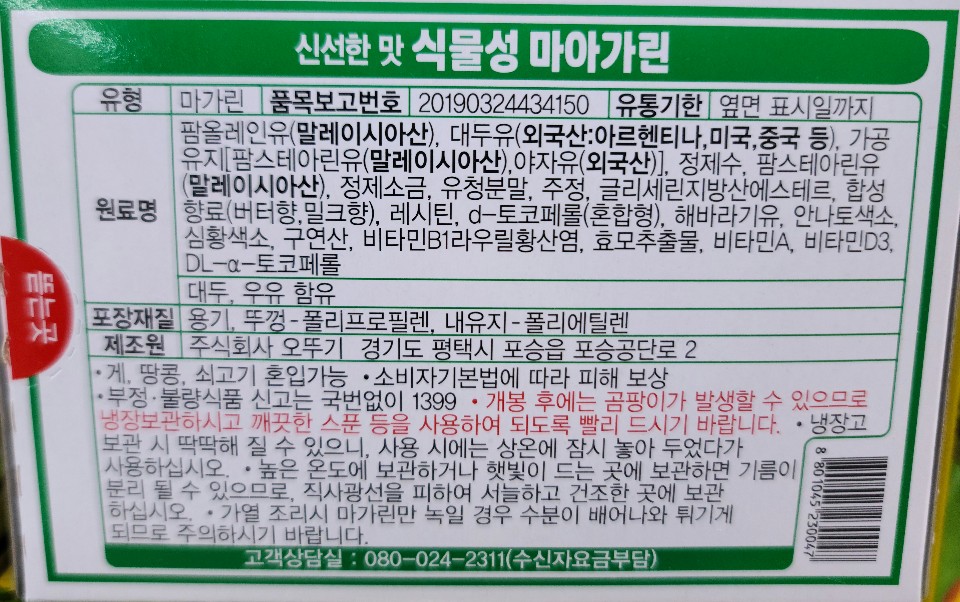 신선한 맛 식물성 마아가린
유형 마가린 품목보고번호 20190324434150 유통기한 옆면 표시일까지
원료명 팜올레인유(말레이시아산), 대두유(외국산:아르헨티나,미국,중국 등), 가공
유지[팜스테아린유(말레이시아산),야자유(외국산)], 정제수, 팜스테아린유
(말레이시아산), 정제소금, 유청분말, 주정, 글리세린지방산에스테르, 합성
향료(버터향,밀크향), 레시틴, d-토코페롤(혼합형), 해바라기유, 안나토색소,
심황색소, 구연산, 비타민B1라우릴황산염, 효모추출물, 비타민A, 비타민D3,
DL-α-토코페롤
대두, 우유 함유
포장재질 용기, 뚜껑-폴리프로필렌, 내유지-폴리에틸렌
제조원 주식회사 오뚜기 경기도 평택시 포승읍 포승공단로 2
•게, 땅콩, 쇠고기 혼입가능 •소비자기본법에 따라 피해 보상
•부정·불량식품 신고는 국번없이 1399 •개봉 후에는 곰팡이가 발생할 수 있으므로
냉장보관하시고 깨끗한 스푼 등을 사용하여 되도록 빨리 드시기 바랍니다. •냉장고
보관 시 딱딱해 질 수 있으니, 사용 시에는 상온에 잠시 놓아 두었다가
사용하십시오. •높은 온도에 보관하거나 햇빛이 드는 곳에 보관하면 기름이
분리 될 수 있으므로, 직사광선을 피하여 서늘하고 건조한 곳에 보관
하십시오. •가열 조리시 마가린만 녹일 경우 수분이 배어나와 튀기게
되므로 주의하시기 바랍니다.
고객상담실 : 080-024-2311(수신자요금부담)
뜯는곳
8 801045 230047